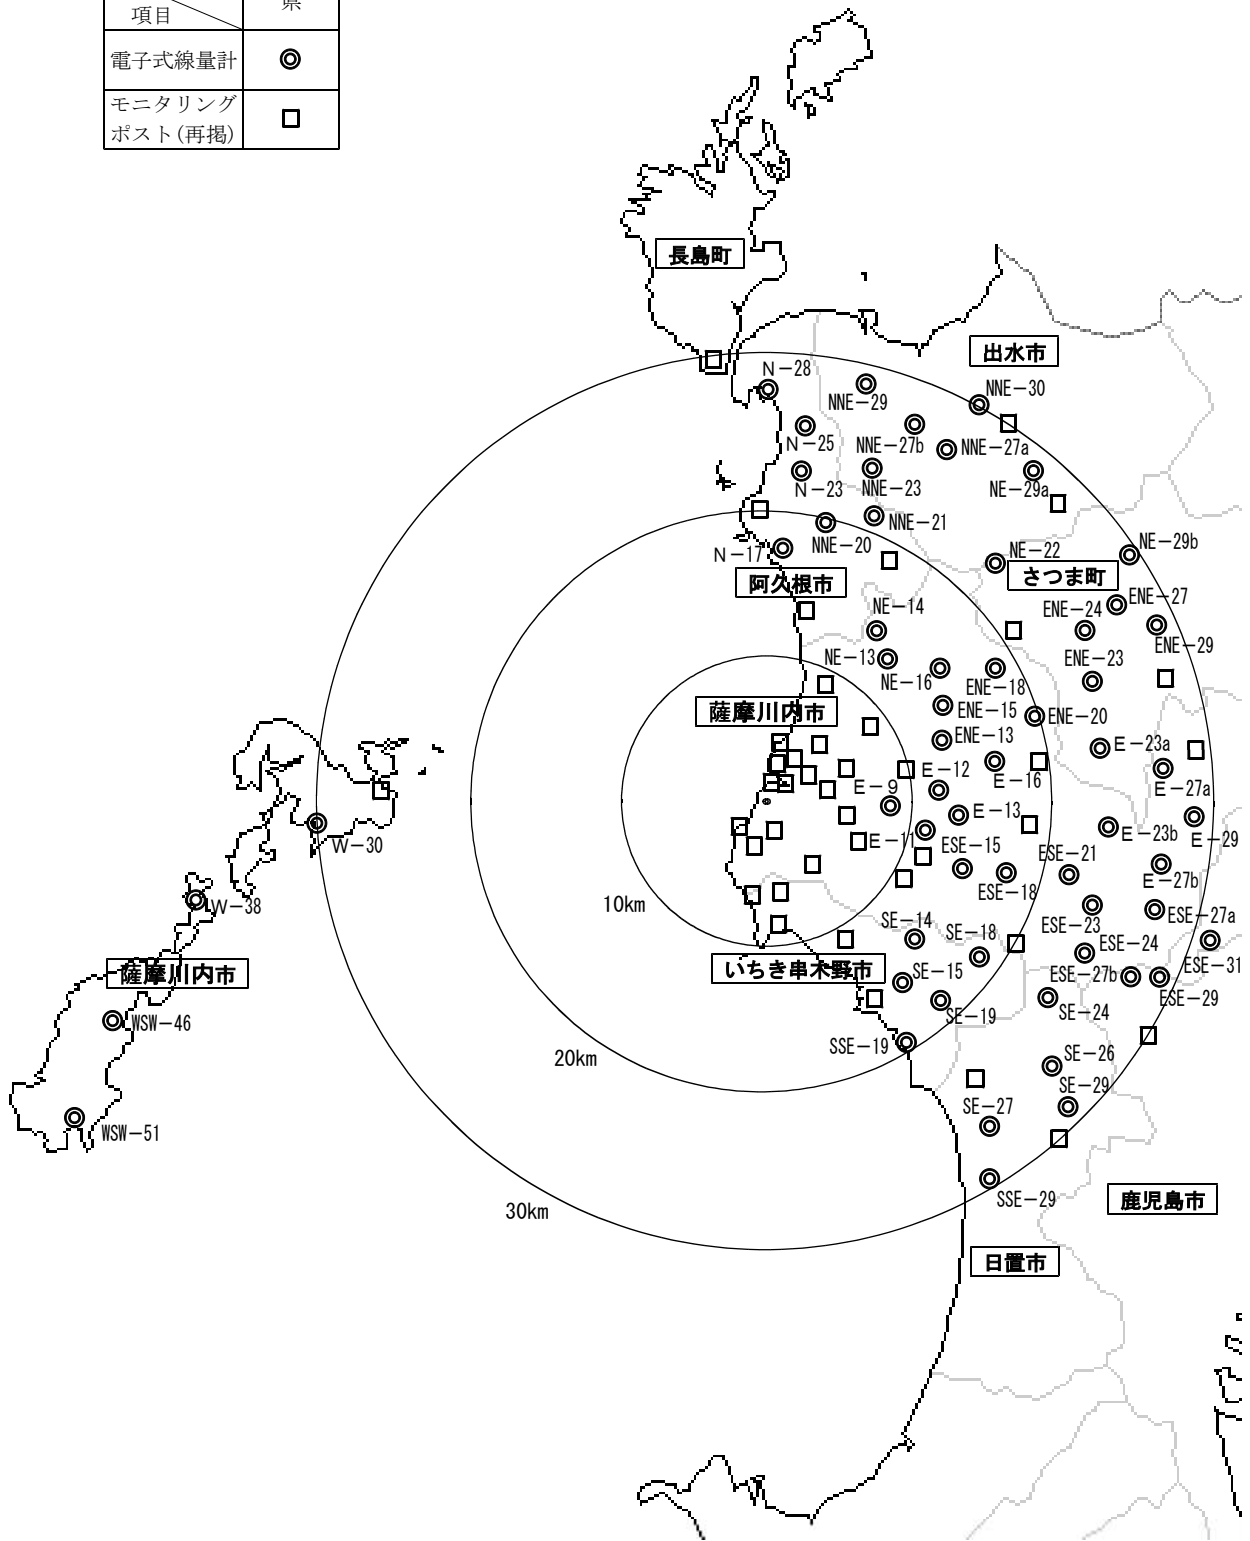 県
項目
電子式線量計 ◎
モニタリング
ポスト(再掲) □
長島町
出水市
N-28
NNE-29
NNE-30
N-25
NNE-27b
NNE-27a
N-23
NNE-23
NE-29a
NNE-21
NNE-20
N-17
NE-22
NE-29b
阿久根市
さつま町
ENE-27
NE-14
ENE-24
ENE-29
NE-13
NE-16
ENE-18
ENE-23
薩摩川内市
ENE-15
ENE-20
ENE-13
E-23a
E-12
E-16
E-9
E-27a
E-13
E-11
E-23b
E-29
W-30
ESE-15
ESE-21
ESE-18
E-27b
W-38
10km
SE-14
SE-18
ESE-23
ESE-27a
ESE-24
薩摩川内市
いちき串木野市
SE-15
ESE-27b
ESE-31
ESE-29
WSW-46
SE-19
SE-24
SSE-19
20km
SE-26
SE-29
SE-27
WSW-51
SSE-29
鹿児島市
30km
日置市